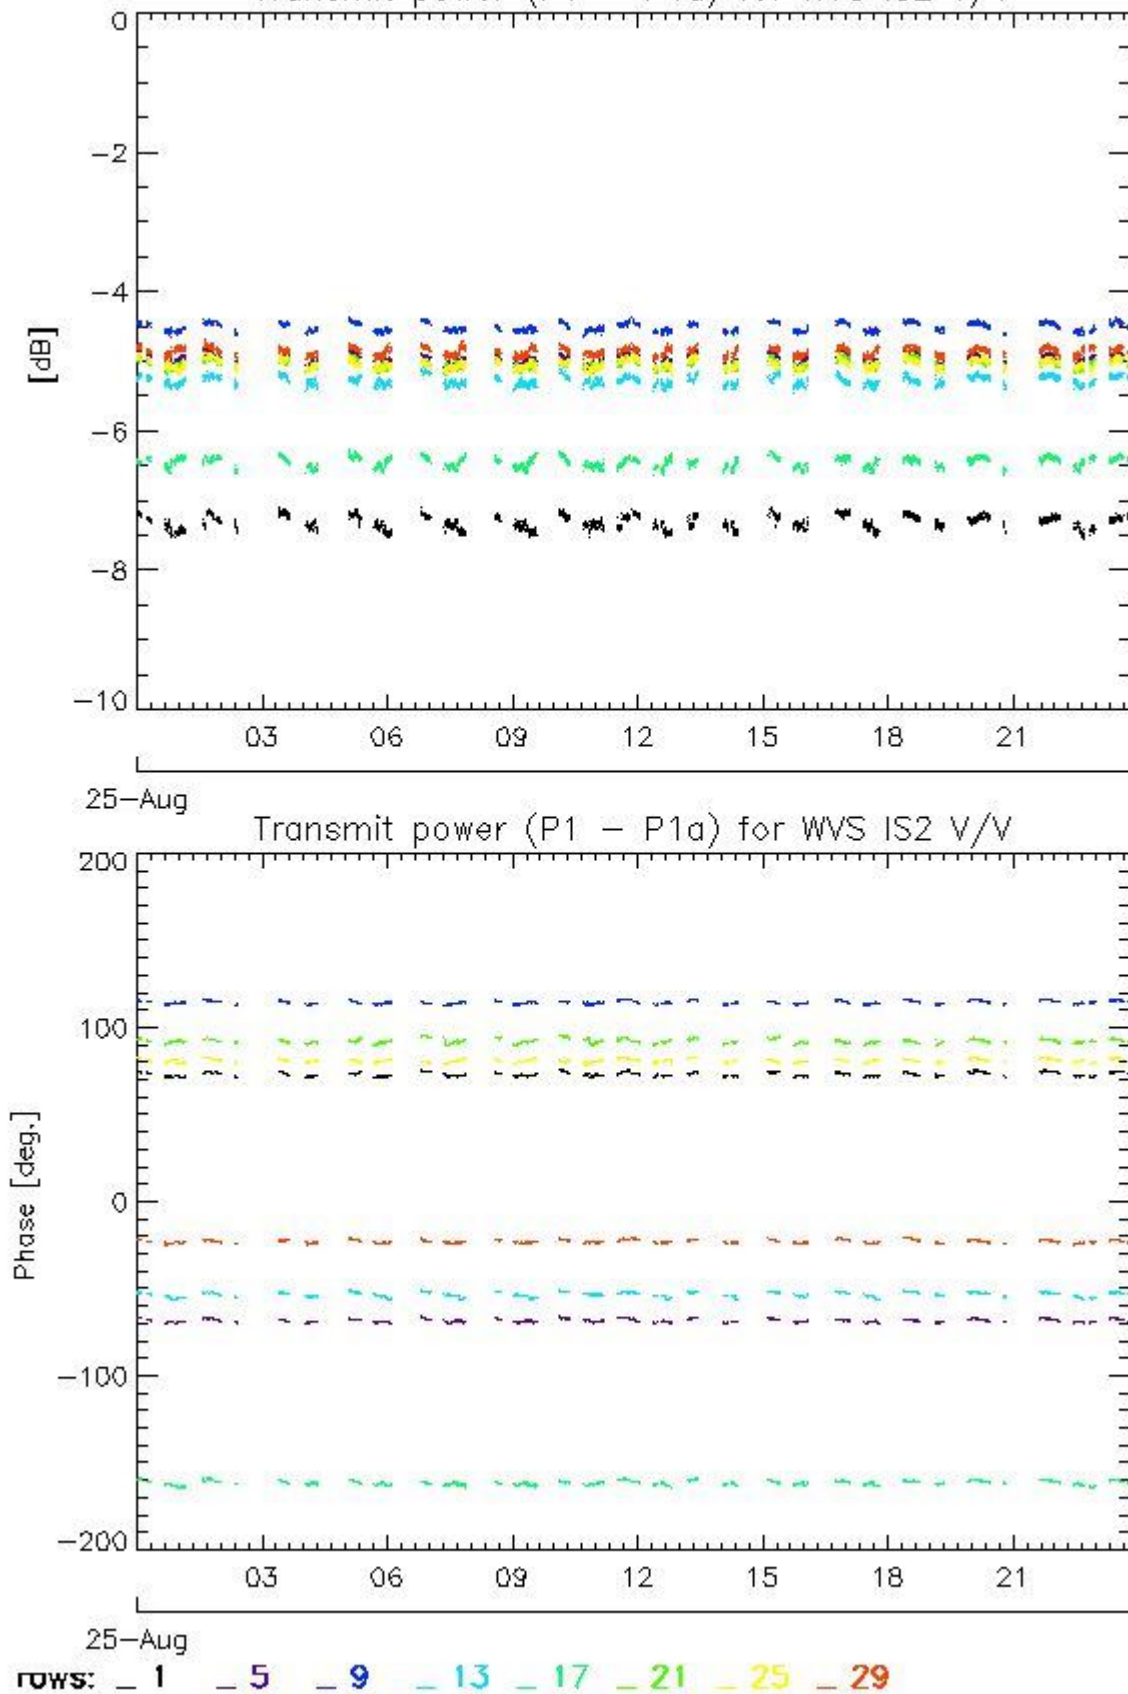 0
-2
-4
[dB]
-6
-8
-10
03 06 09 12 15 18 21
25-Aug
Transmit power (P1 - P1a) for WVS IS2 V/V
200
100
Phase [deg.]
0
-100
-200
03 06 09 12 15 18 21
25-Aug
rows: _ 1 _ 5 _ 9 _ 13 _ 17 _ 21 _ 25 _ 29